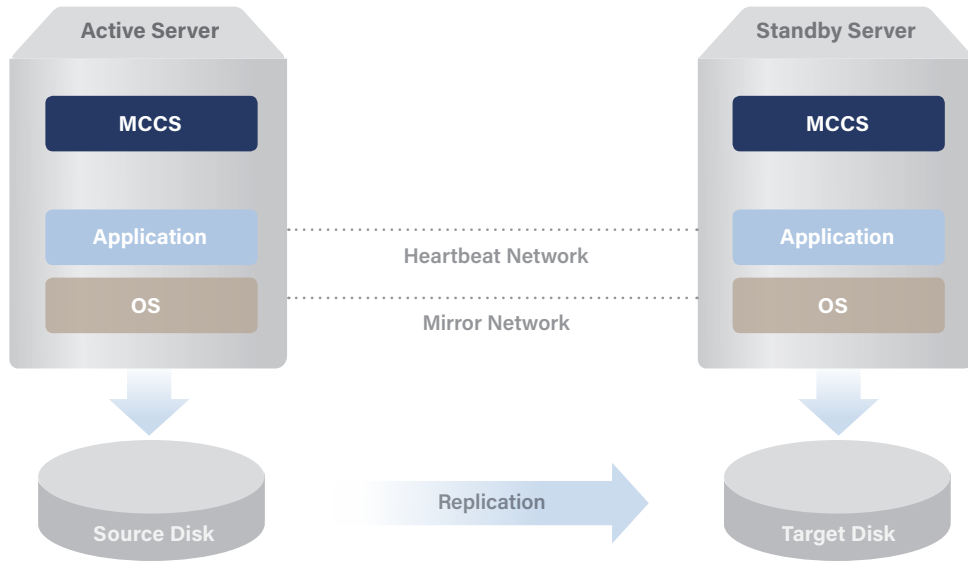 Active Server
Standby Server
MCCS
MCCS
Application
Application
Heartbeat Network
OS
OS
Mirror Network
Replication
Source Disk
Target Disk